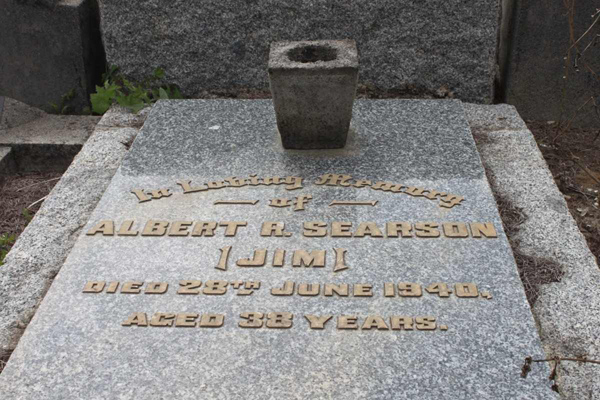 In Loving Memory
of
ALBERT R. SEARSON
[JIM]
DIED 28TH JUNE 1940,
AGED 38 YEARS.